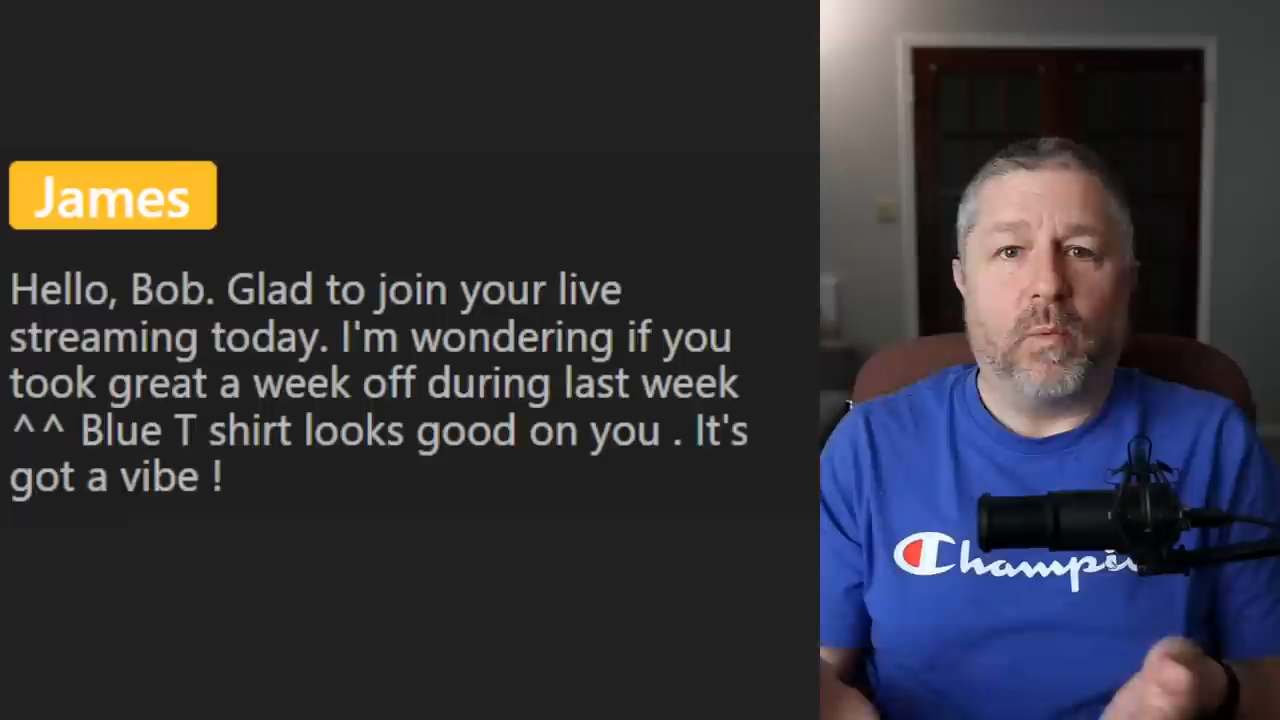 James
Hello, Bob. Glad to join your live
streaming today. I'm wondering if you
took great a week off during last week
^^ Blue T shirt looks good on you . It's
got a vibe !